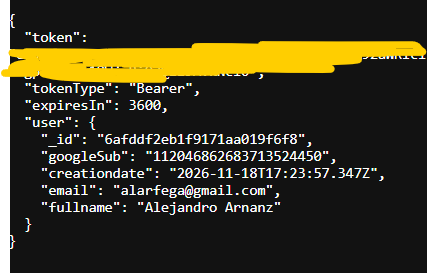 {
"token":
"tokenType": "Bearer",
"expiresIn": 3600,
"user": {
"_id": "6afddf2eb1f9171aa019f6f8",
"googleSub": "112046862683713524450",
"creationdate": "2026-11-18T17:23:57.347Z",
"email": "alarfega@gmail.com",
"fullname": "Alejandro Arnanz"
}
}